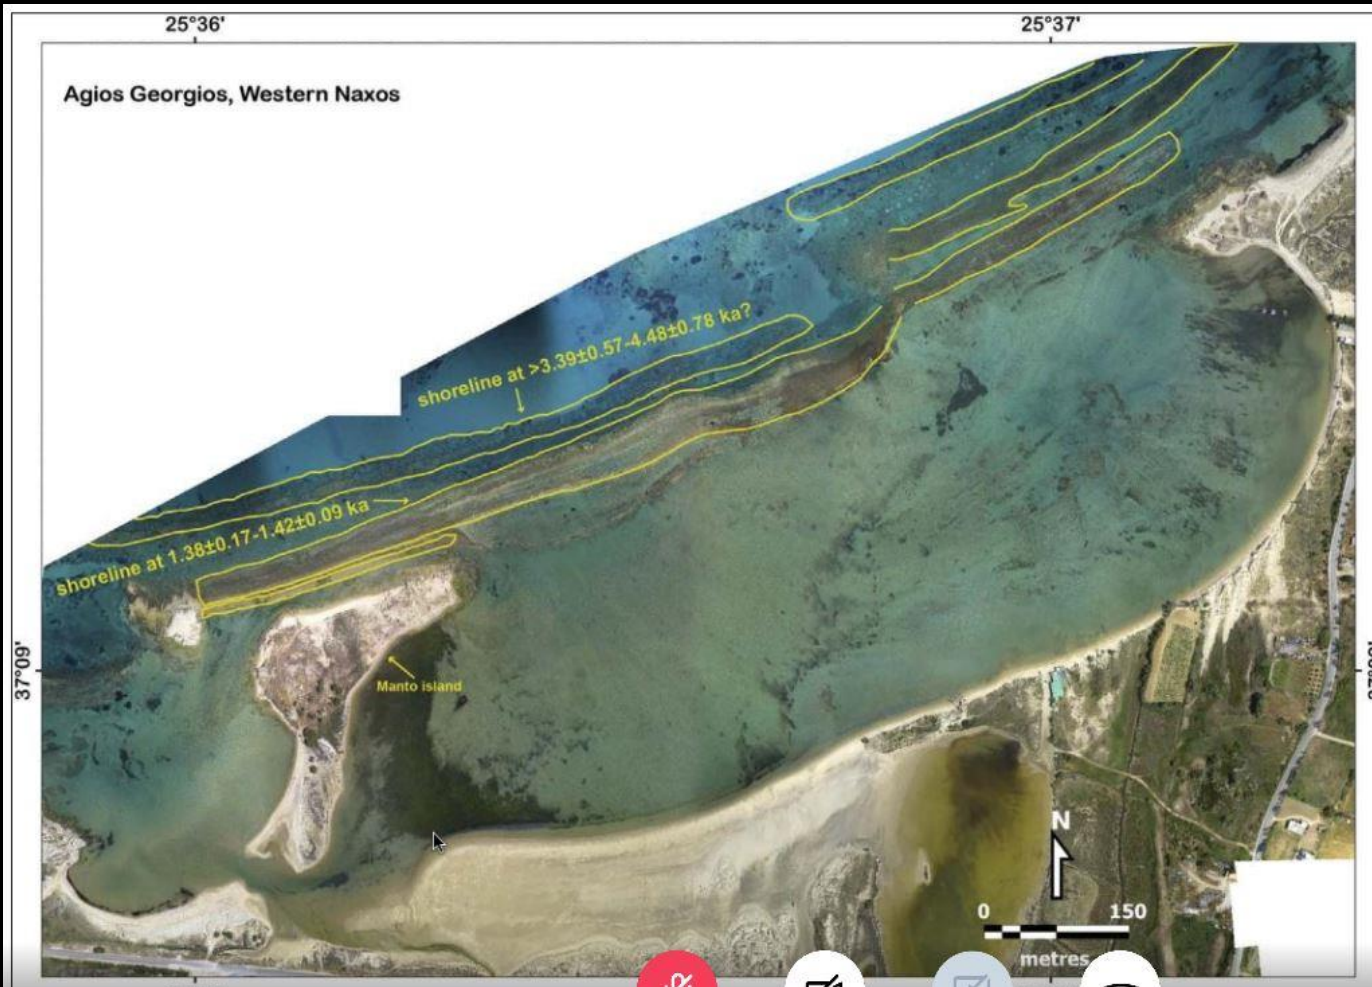 25°36'
25°37'
Agios Georgios, Western Naxos
shoreline at >3.39±0.57-4.48±0.78 ka?
shoreline at 1.38±0.17-1.42±0.09 ka
37°09'
Manto island
N
0 150
metres